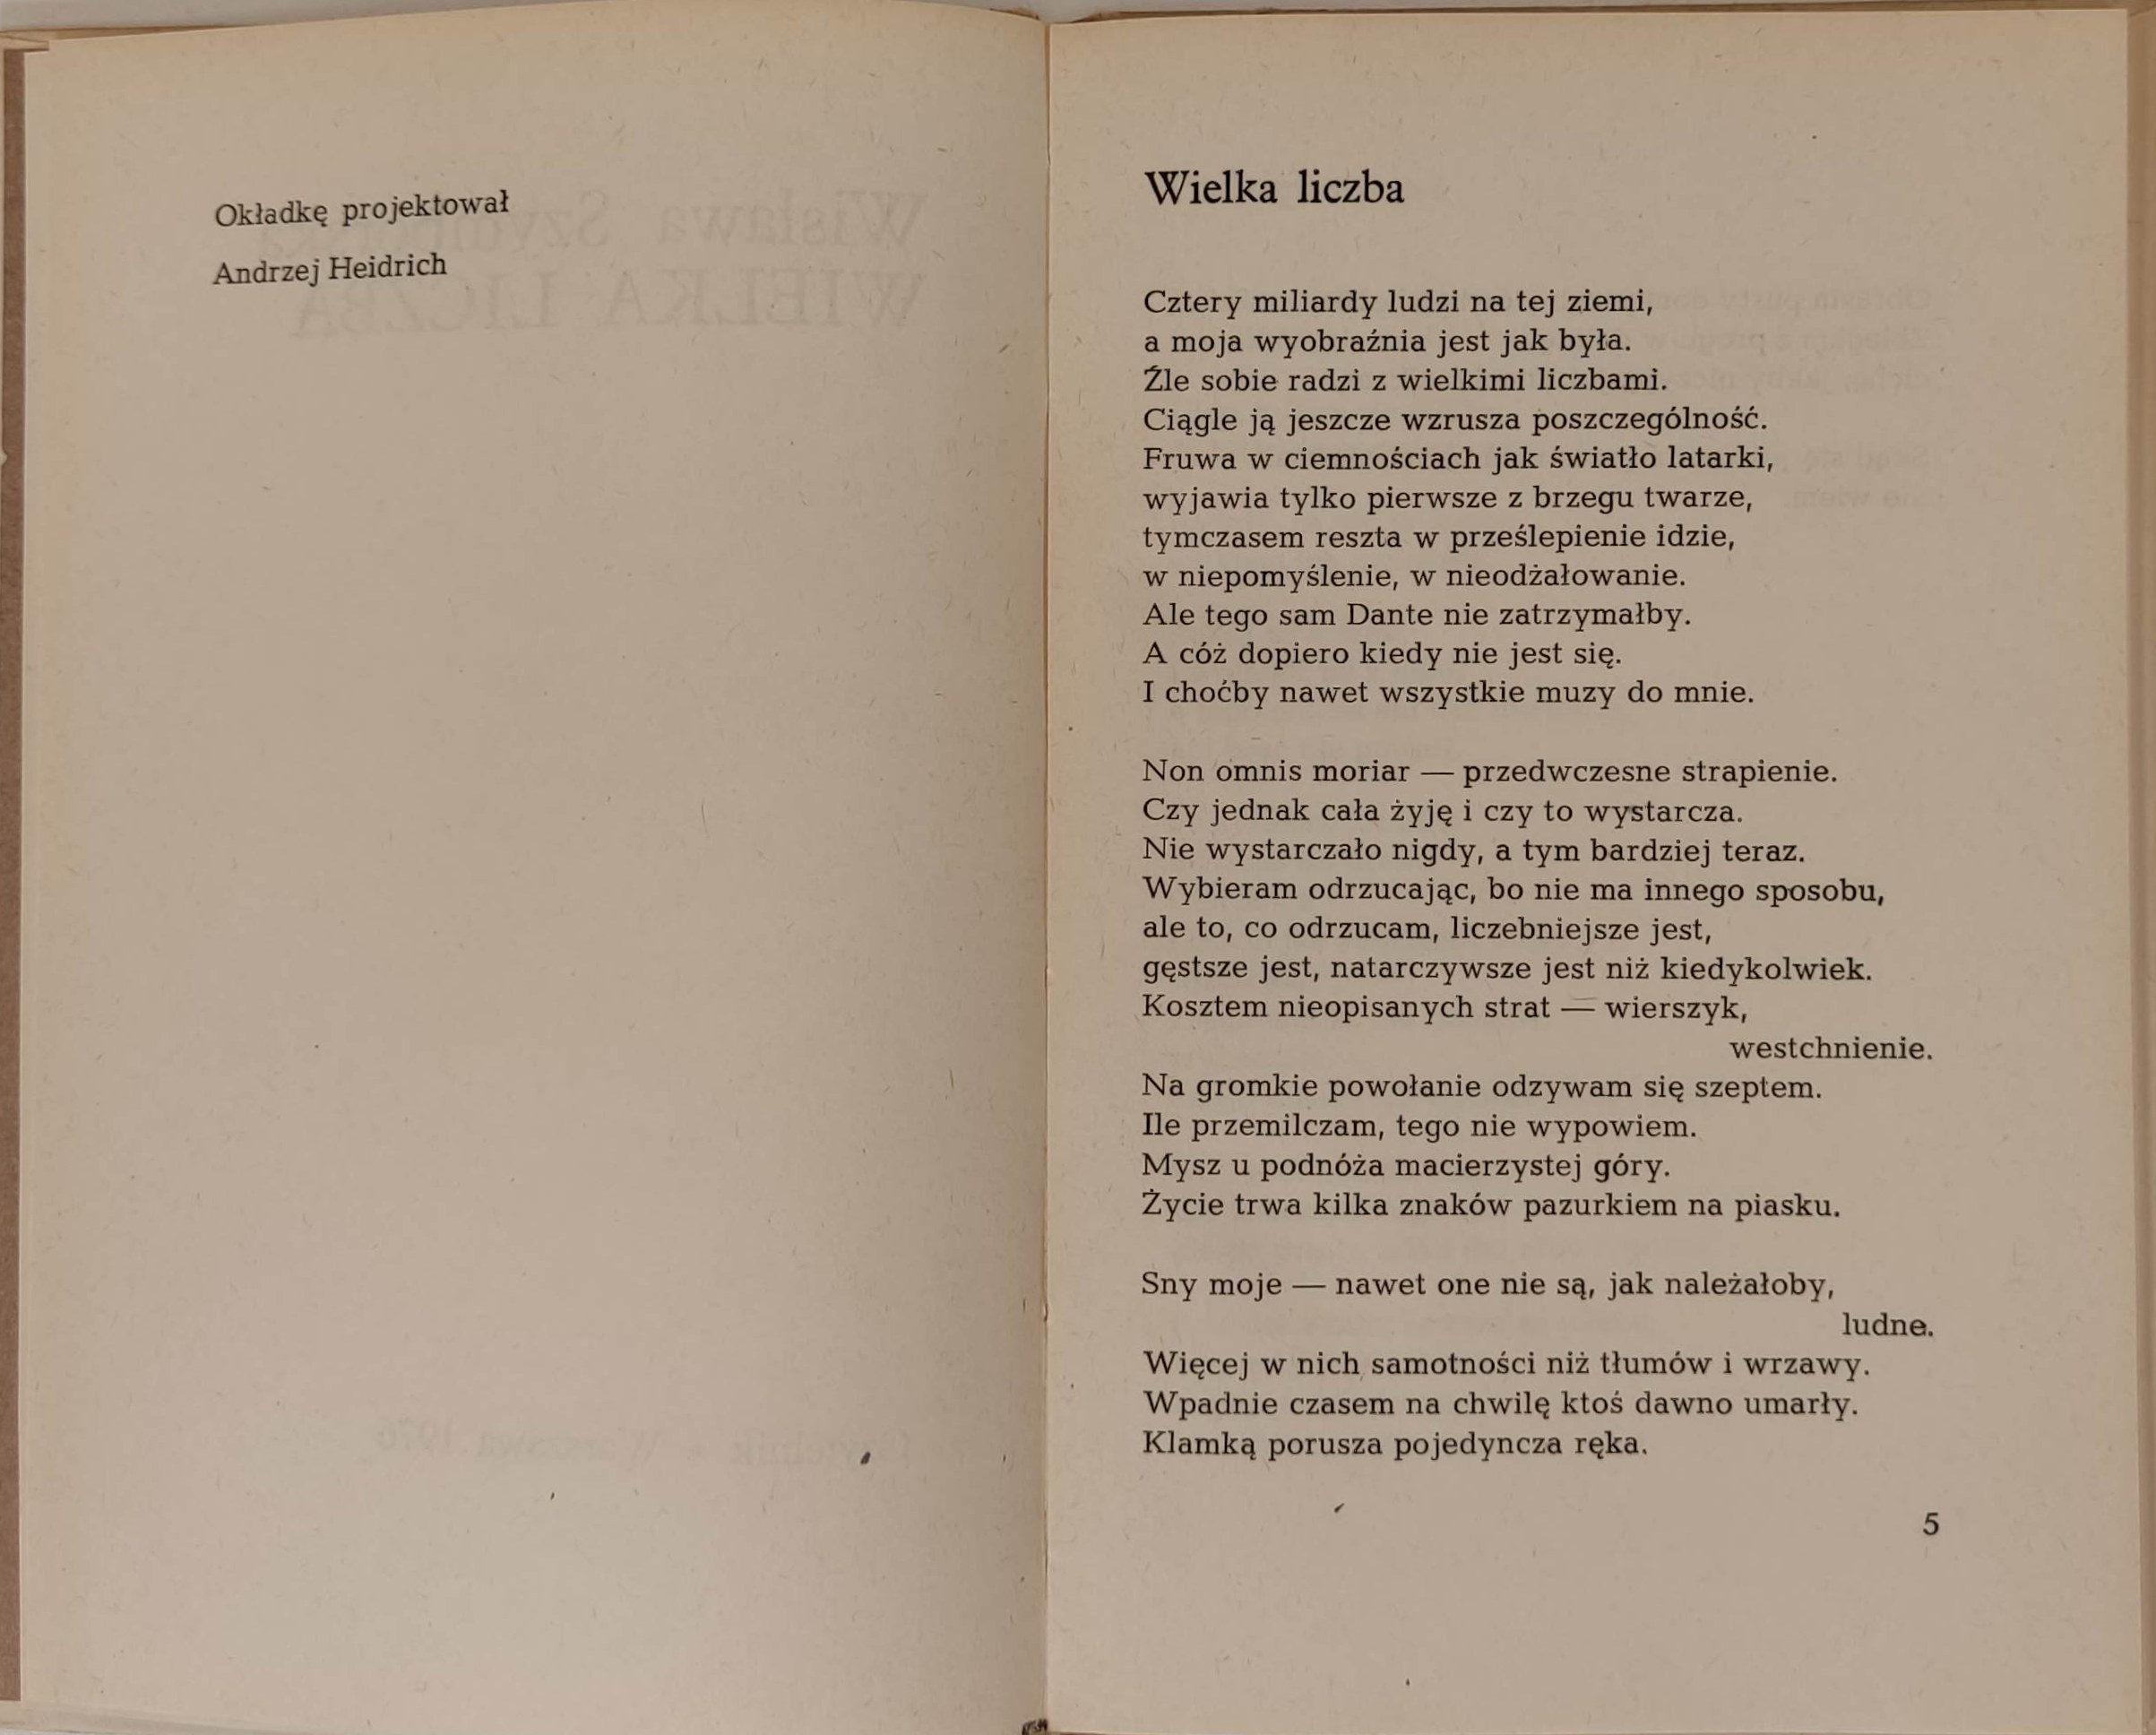 Okładkę projektował
Andrzej Heidrich
Wielka liczba
Cztery miliardy ludzi na tej ziemi,
a moja wyobraźnia jest jak była.
Źle sobie radzi z wielkimi liczbami.
Ciągle ją jeszcze wzrusza poszczególność.
Fruwa w ciemnościach jak światło latarki,
wyjawia tylko pierwsze z brzegu twarze,
tymczasem reszta w prześlepienie idzie,
w niepomyślenie, w nieodżałowanie.
Ale tego sam Dante nie zatrzymałby.
A cóż dopiero kiedy nie jest się.
I choćby nawet wszystkie muzy do mnie.
Non omnis moriar — przedwczesne strapienie.
Czy jednak cała żyję i czy to wystarcza.
Nie wystarczało nigdy, a tym bardziej teraz.
Wybieram odrzucając, bo nie ma innego sposobu,
ale to, co odrzucam, liczebniejsze jest,
gęstsze jest, natarczywsze jest niż kiedykolwiek.
Kosztem nieopisanych strat — wierszyk,
westchnienie.
Na gromkie powołanie odzywam się szeptem.
Ile przemilczam, tego nie wypowiem.
Mysz u podnóża macierzystej góry.
Życie trwa kilka znaków pazurkiem na piasku.
Sny moje — nawet one nie są, jak należałoby,
ludne.
Więcej w nich samotności niż tłumów i wrzawy.
Wpadnie czasem na chwilę ktoś dawno umarły.
Klamką porusza pojedyncza ręka.
5